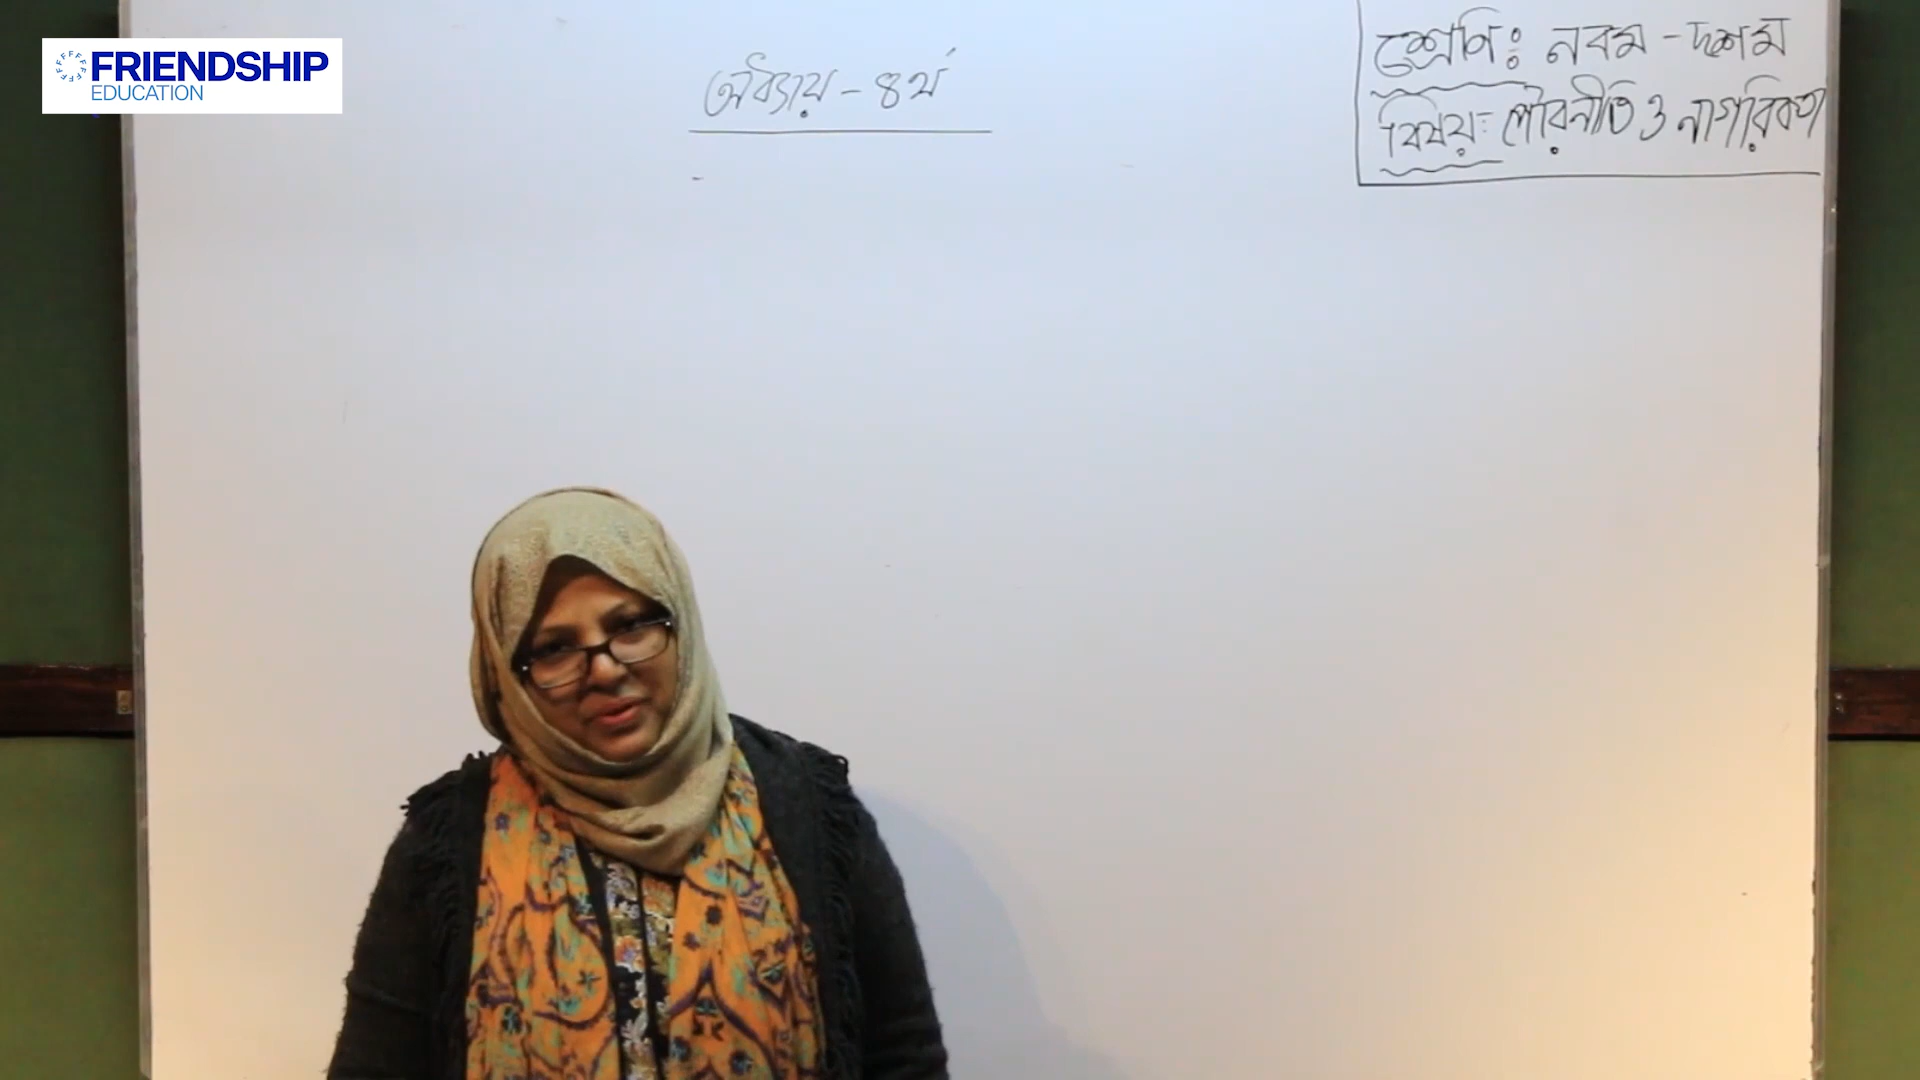 FRIENDSHIP
EDUCATION
অধ্যায় - ৪র্থ
শ্রেণি: নবম - দশম
বিষয়: পৌরনীতি ও নাগরিকতা